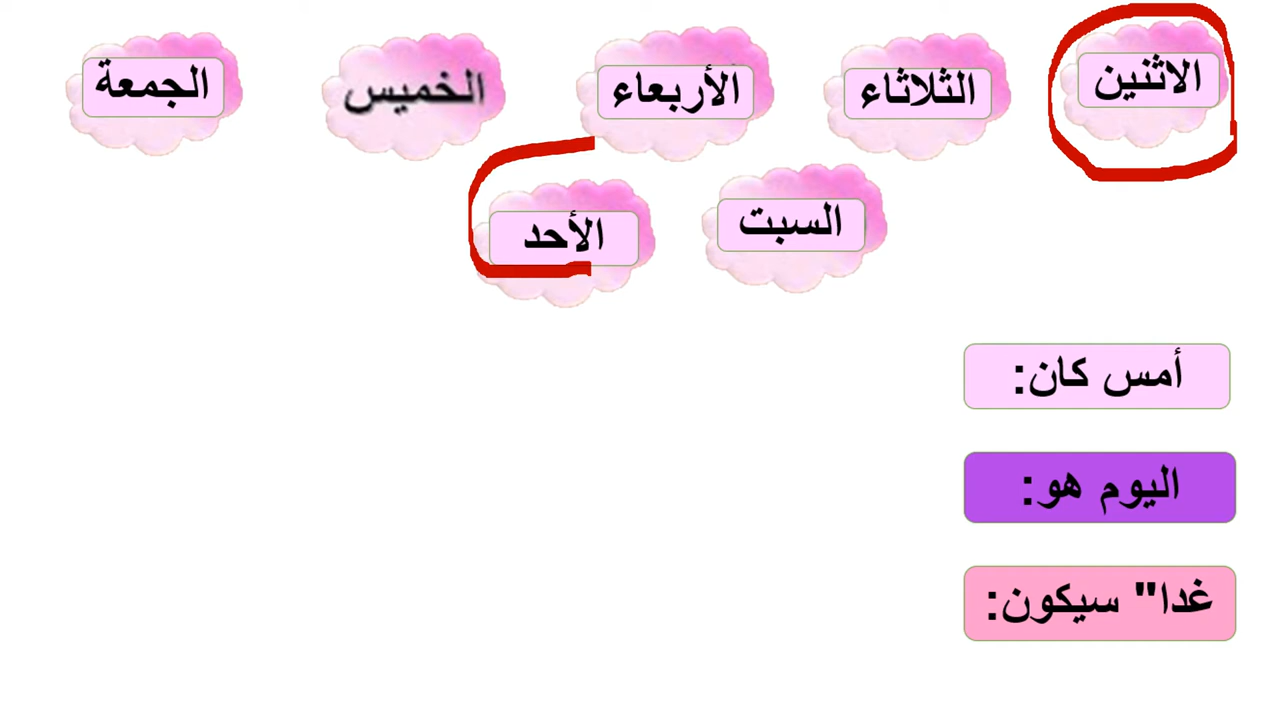 الاثنين الثلاثاء الأربعاء الخميس الجمعة
السبت الأحد
أمس كان:
اليوم هو:
غدا" سيكون: